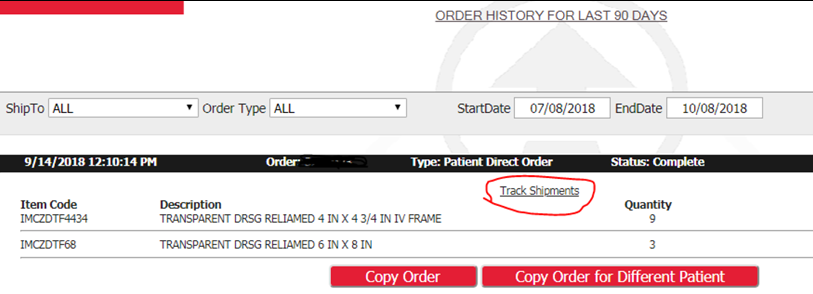 ORDER HISTORY FOR LAST 90 DAYS
ShipTo ALL Order Type ALL StartDate 07/08/2018 EndDate 10/08/2018
9/14/2018 12:10:14 PM Order: Type: Patient Direct Order Status: Complete
Track Shipments
Item Code Description Quantity
IMCZDTF4434 TRANSPARENT DRSG RELIAMED 4 IN X 4 3/4 IN IV FRAME 9
IMCZDTF68 TRANSPARENT DRSG RELIAMED 6 IN X 8 IN 3
Copy Order Copy Order for Different Patient